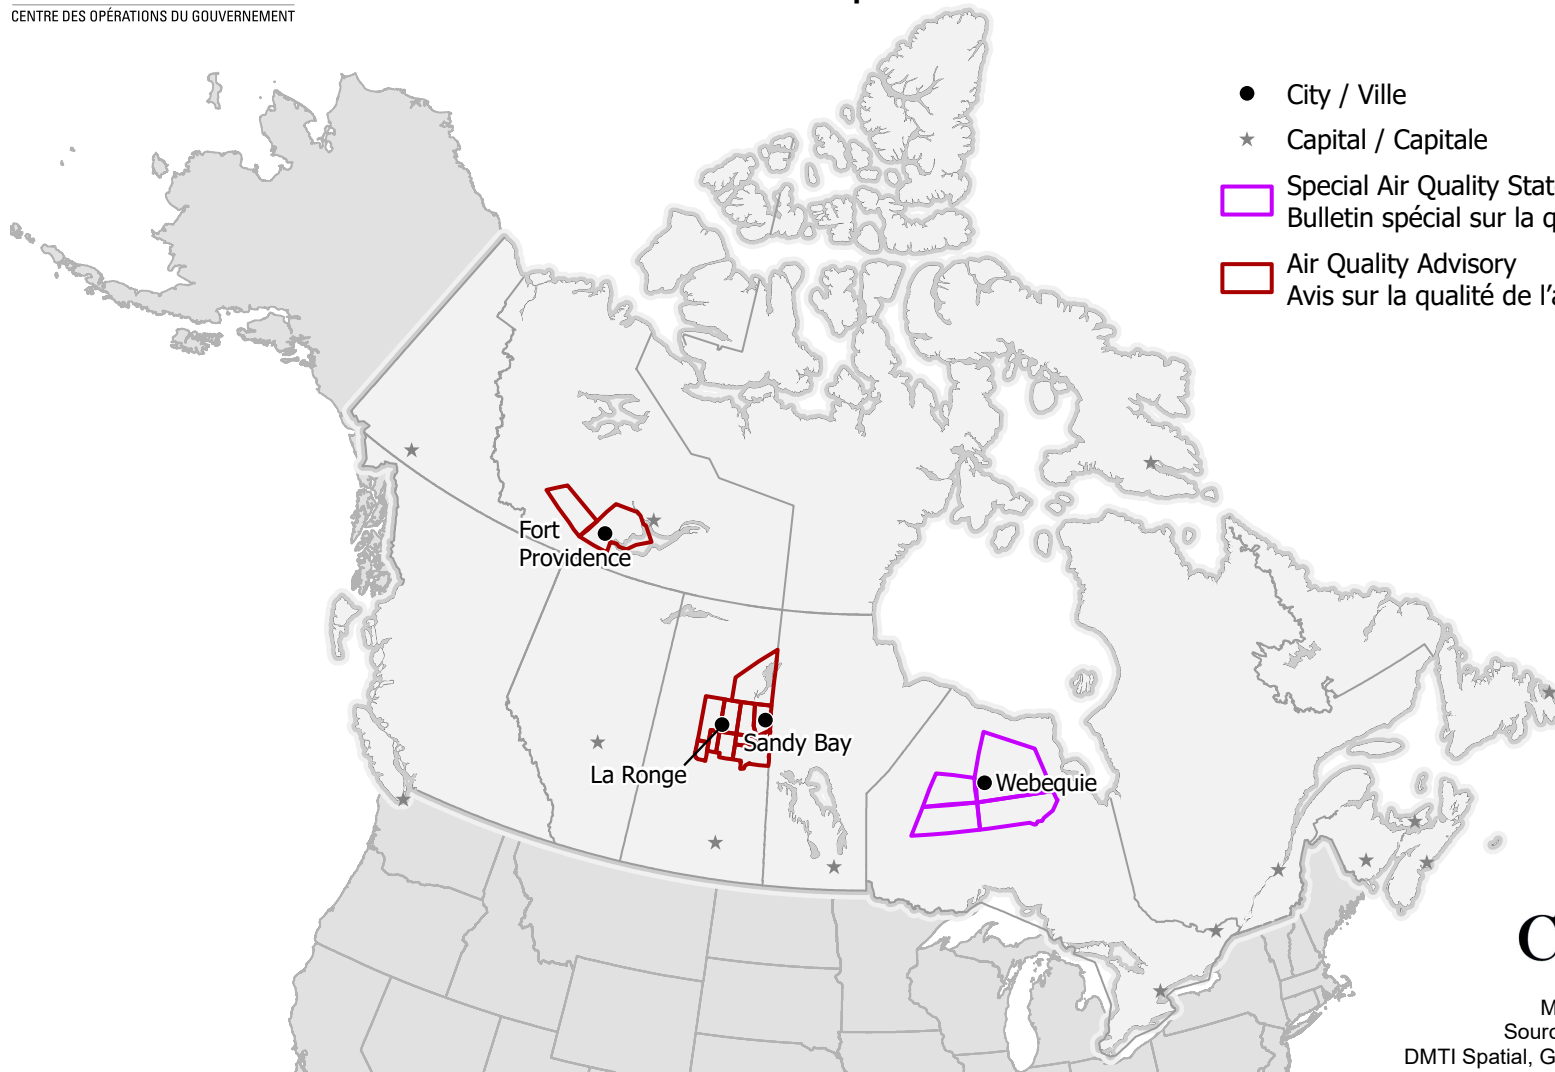 CENTRE DES OPÉRATIONS DU GOUVERNEMENT
City / Ville
Capital / Capitale
Special Air Quality Stat
Bulletin spécial sur la q
Air Quality Advisory
Avis sur la qualité de l'a
Fort
Providence
Sandy Bay
La Ronge
Webequie
C
M
Sourc
DMTI Spatial, G